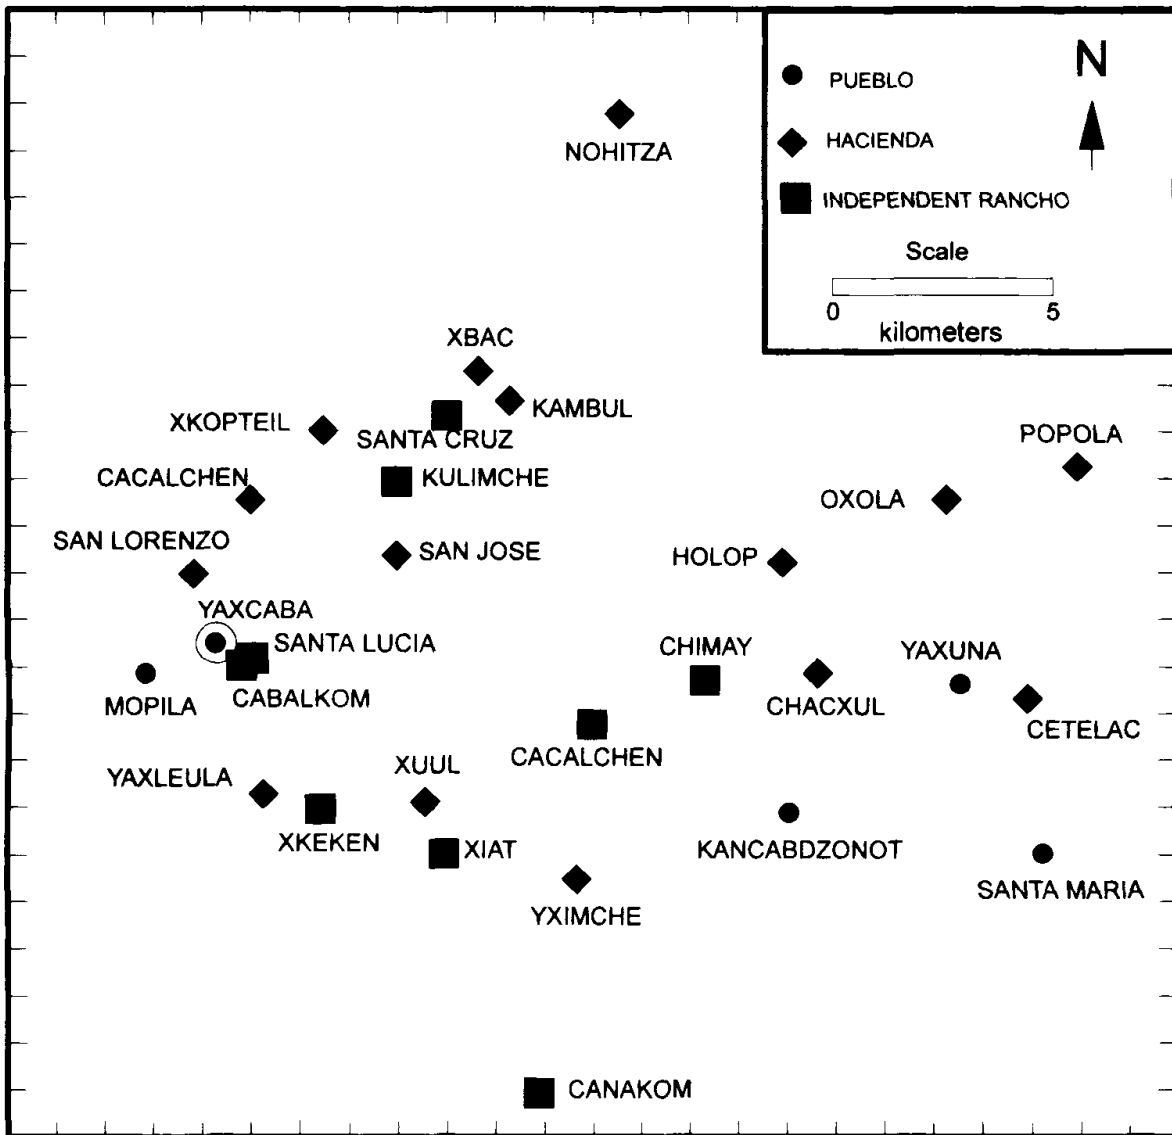 N
PUEBLO
HACIENDA
INDEPENDENT RANCHO
Scale
0 5
kilometers
NOHITZA
XBAC
KAMBUL
XKOPTEIL
SANTA CRUZ
POPOLA
CACALCHEN
KULIMCHE
OXOLA
SAN LORENZO
SAN JOSE
HOLOP
YAXCABA
SANTA LUCIA
CHIMAY
YAXUNA
MOPILA
CABALKOM
CHACXUL
CETELAC
CACALCHEN
YAXLEULA
XUUL
XKEKEN
XIAT
KANCABDZONOT
SANTA MARIA
YXIMCHE
CANAKOM